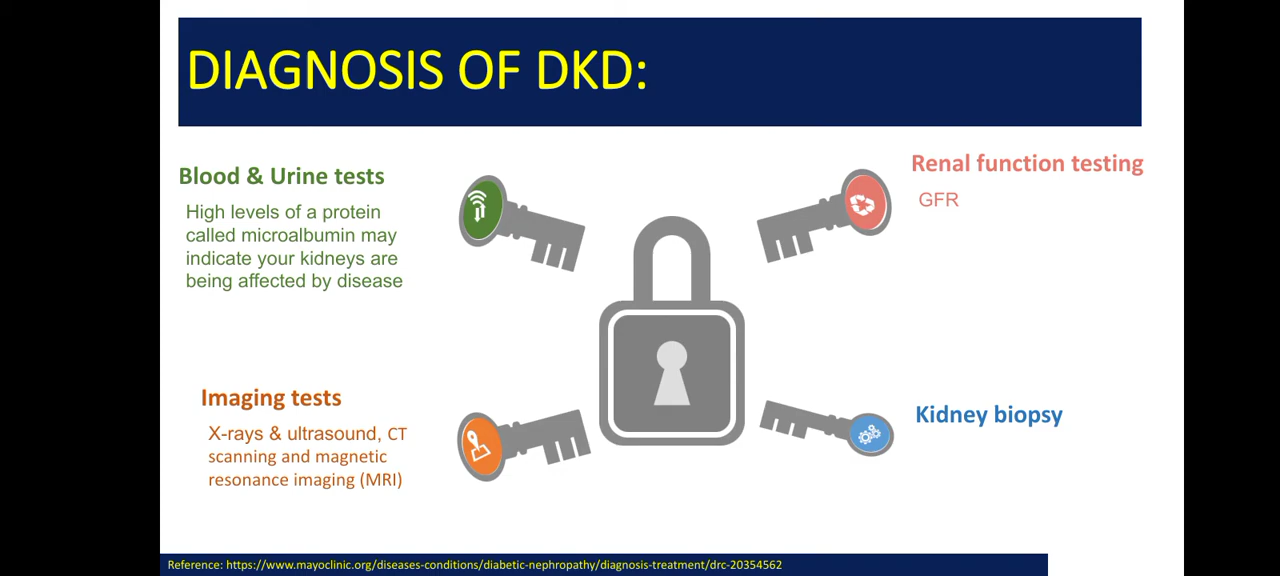 DIAGNOSIS OF DKD:
Blood & Urine tests
High levels of a protein
called microalbumin may
indicate your kidneys are
being affected by disease
Renal function testing
GFR
Imaging tests
X-rays & ultrasound, CT
scanning and magnetic
resonance imaging (MRI)
Kidney biopsy
Reference: https://www.mayoclinic.org/diseases-conditions/diabetic-nephropathy/diagnosis-treatment/drc-20354562